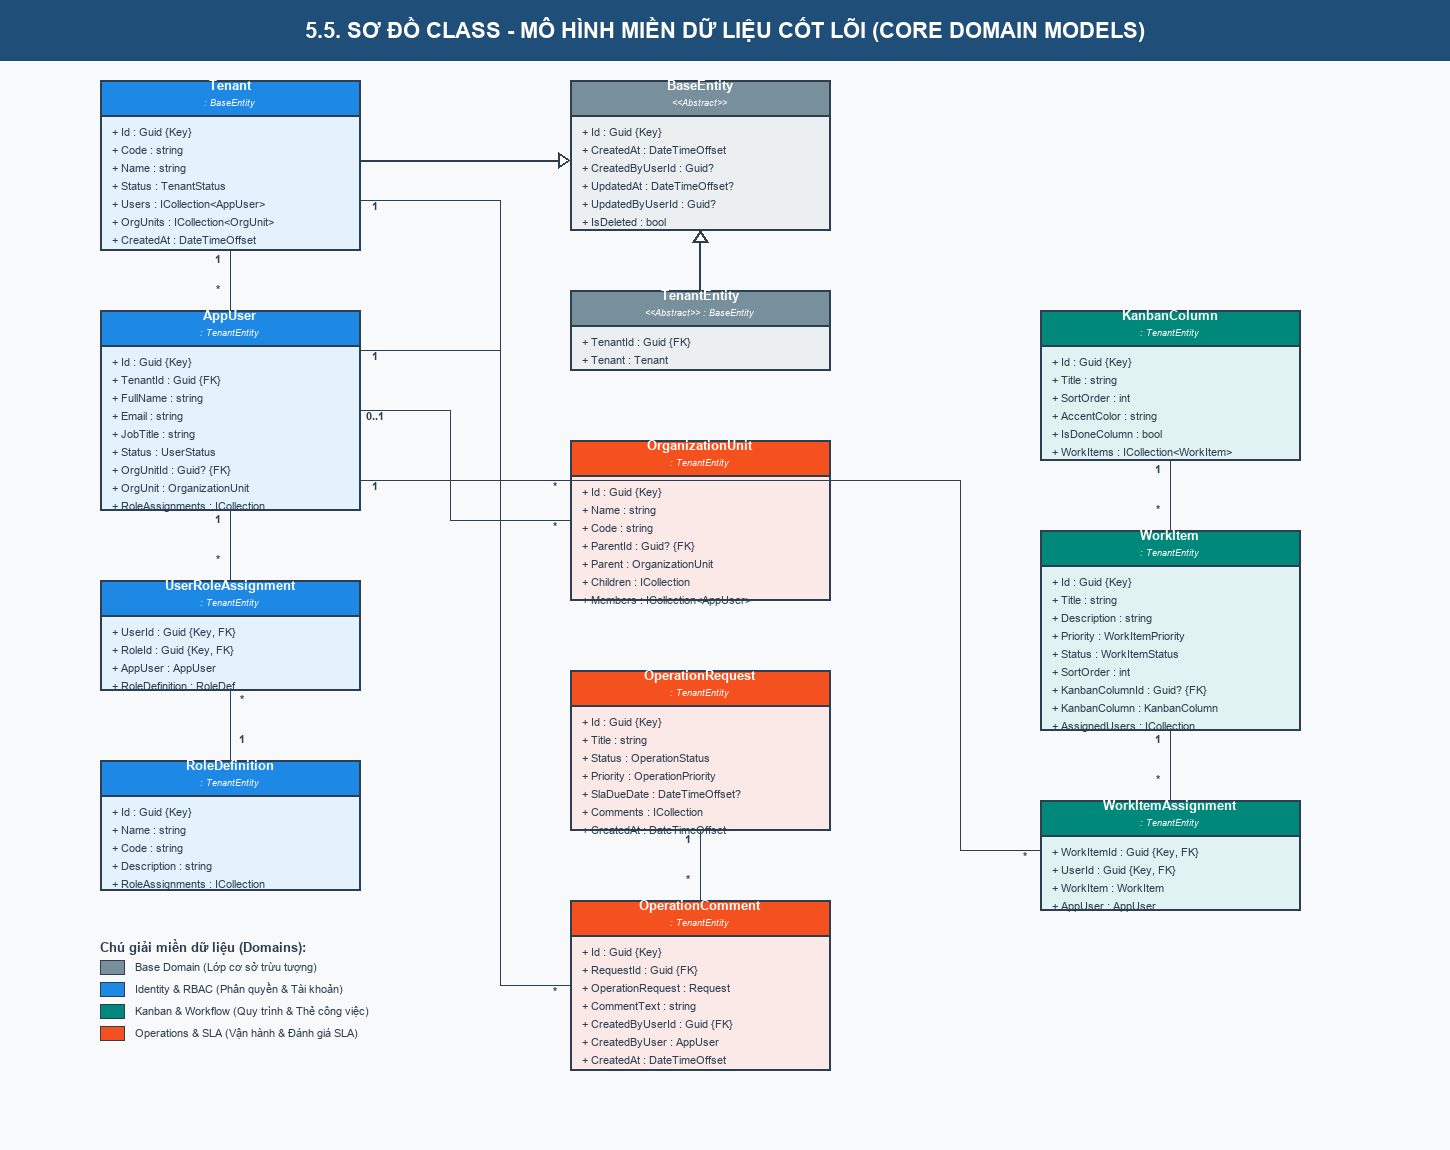 5.5. SƠ ĐỒ CLASS - MÔ HÌNH MIỀN DỮ LIỆU CỐT LÕI (CORE DOMAIN MODELS)
Tenant
: BaseEntity
+ Id : Guid {Key}
+ Code : string
+ Name : string
+ Status : TenantStatus
+ Users : ICollection<AppUser>
+ OrgUnits : ICollection<OrgUnit>
+ CreatedAt : DateTimeOffset
1
1
*
AppUser
: TenantEntity
+ Id : Guid {Key}
+ TenantId : Guid {FK}
+ FullName : string
+ Email : string
+ JobTitle : string
+ Status : UserStatus
+ OrgUnitId : Guid? {FK}
+ OrgUnit : OrganizationUnit
+ RoleAssignments : ICollection
1
0..1
1
1
*
UserRoleAssignment
: TenantEntity
+ UserId : Guid {Key, FK}
+ RoleId : Guid {Key, FK}
+ AppUser : AppUser
+ RoleDefinition : RoleDef
*
1
RoleDefinition
: TenantEntity
+ Id : Guid {Key}
+ Name : string
+ Code : string
+ Description : string
+ RoleAssignments : ICollection
BaseEntity
<<Abstract>>
+ Id : Guid {Key}
+ CreatedAt : DateTimeOffset
+ CreatedByUserId : Guid?
+ UpdatedAt : DateTimeOffset?
+ UpdatedByUserId : Guid?
+ IsDeleted : bool
TenantEntity
<<Abstract>> : BaseEntity
+ TenantId : Guid {FK}
+ Tenant : Tenant
OrganizationUnit
: TenantEntity
*
*
+ Id : Guid {Key}
+ Name : string
+ Code : string
+ ParentId : Guid? {FK}
+ Parent : OrganizationUnit
+ Children : ICollection
+ Members : ICollection<AppUser>
OperationRequest
: TenantEntity
+ Id : Guid {Key}
+ Title : string
+ Status : OperationStatus
+ Priority : OperationPriority
+ SlaDueDate : DateTimeOffset?
+ Comments : ICollection
+ CreatedAt : DateTimeOffset
1
*
OperationComment
: TenantEntity
+ Id : Guid {Key}
+ RequestId : Guid {FK}
+ OperationRequest : Request
*
+ CommentText : string
+ CreatedByUserId : Guid {FK}
+ CreatedByUser : AppUser
+ CreatedAt : DateTimeOffset
KanbanColumn
: TenantEntity
+ Id : Guid {Key}
+ Title : string
+ SortOrder : int
+ AccentColor : string
+ IsDoneColumn : bool
+ WorkItems : ICollection<WorkItem>
1
*
WorkItem
: TenantEntity
+ Id : Guid {Key}
+ Title : string
+ Description : string
+ Priority : WorkItemPriority
+ Status : WorkItemStatus
+ SortOrder : int
+ KanbanColumnId : Guid? {FK}
+ KanbanColumn : KanbanColumn
+ AssignedUsers : ICollection
1
*
WorkItemAssignment
: TenantEntity
*
+ WorkItemId : Guid {Key, FK}
+ UserId : Guid {Key, FK}
+ WorkItem : WorkItem
+ AppUser : AppUser
Chú giải miền dữ liệu (Domains):
Base Domain (Lớp cơ sở trừu tượng)
Identity & RBAC (Phân quyền & Tài khoản)
Kanban & Workflow (Quy trình & Thẻ công việc)
Operations & SLA (Vận hành & Đánh giá SLA)